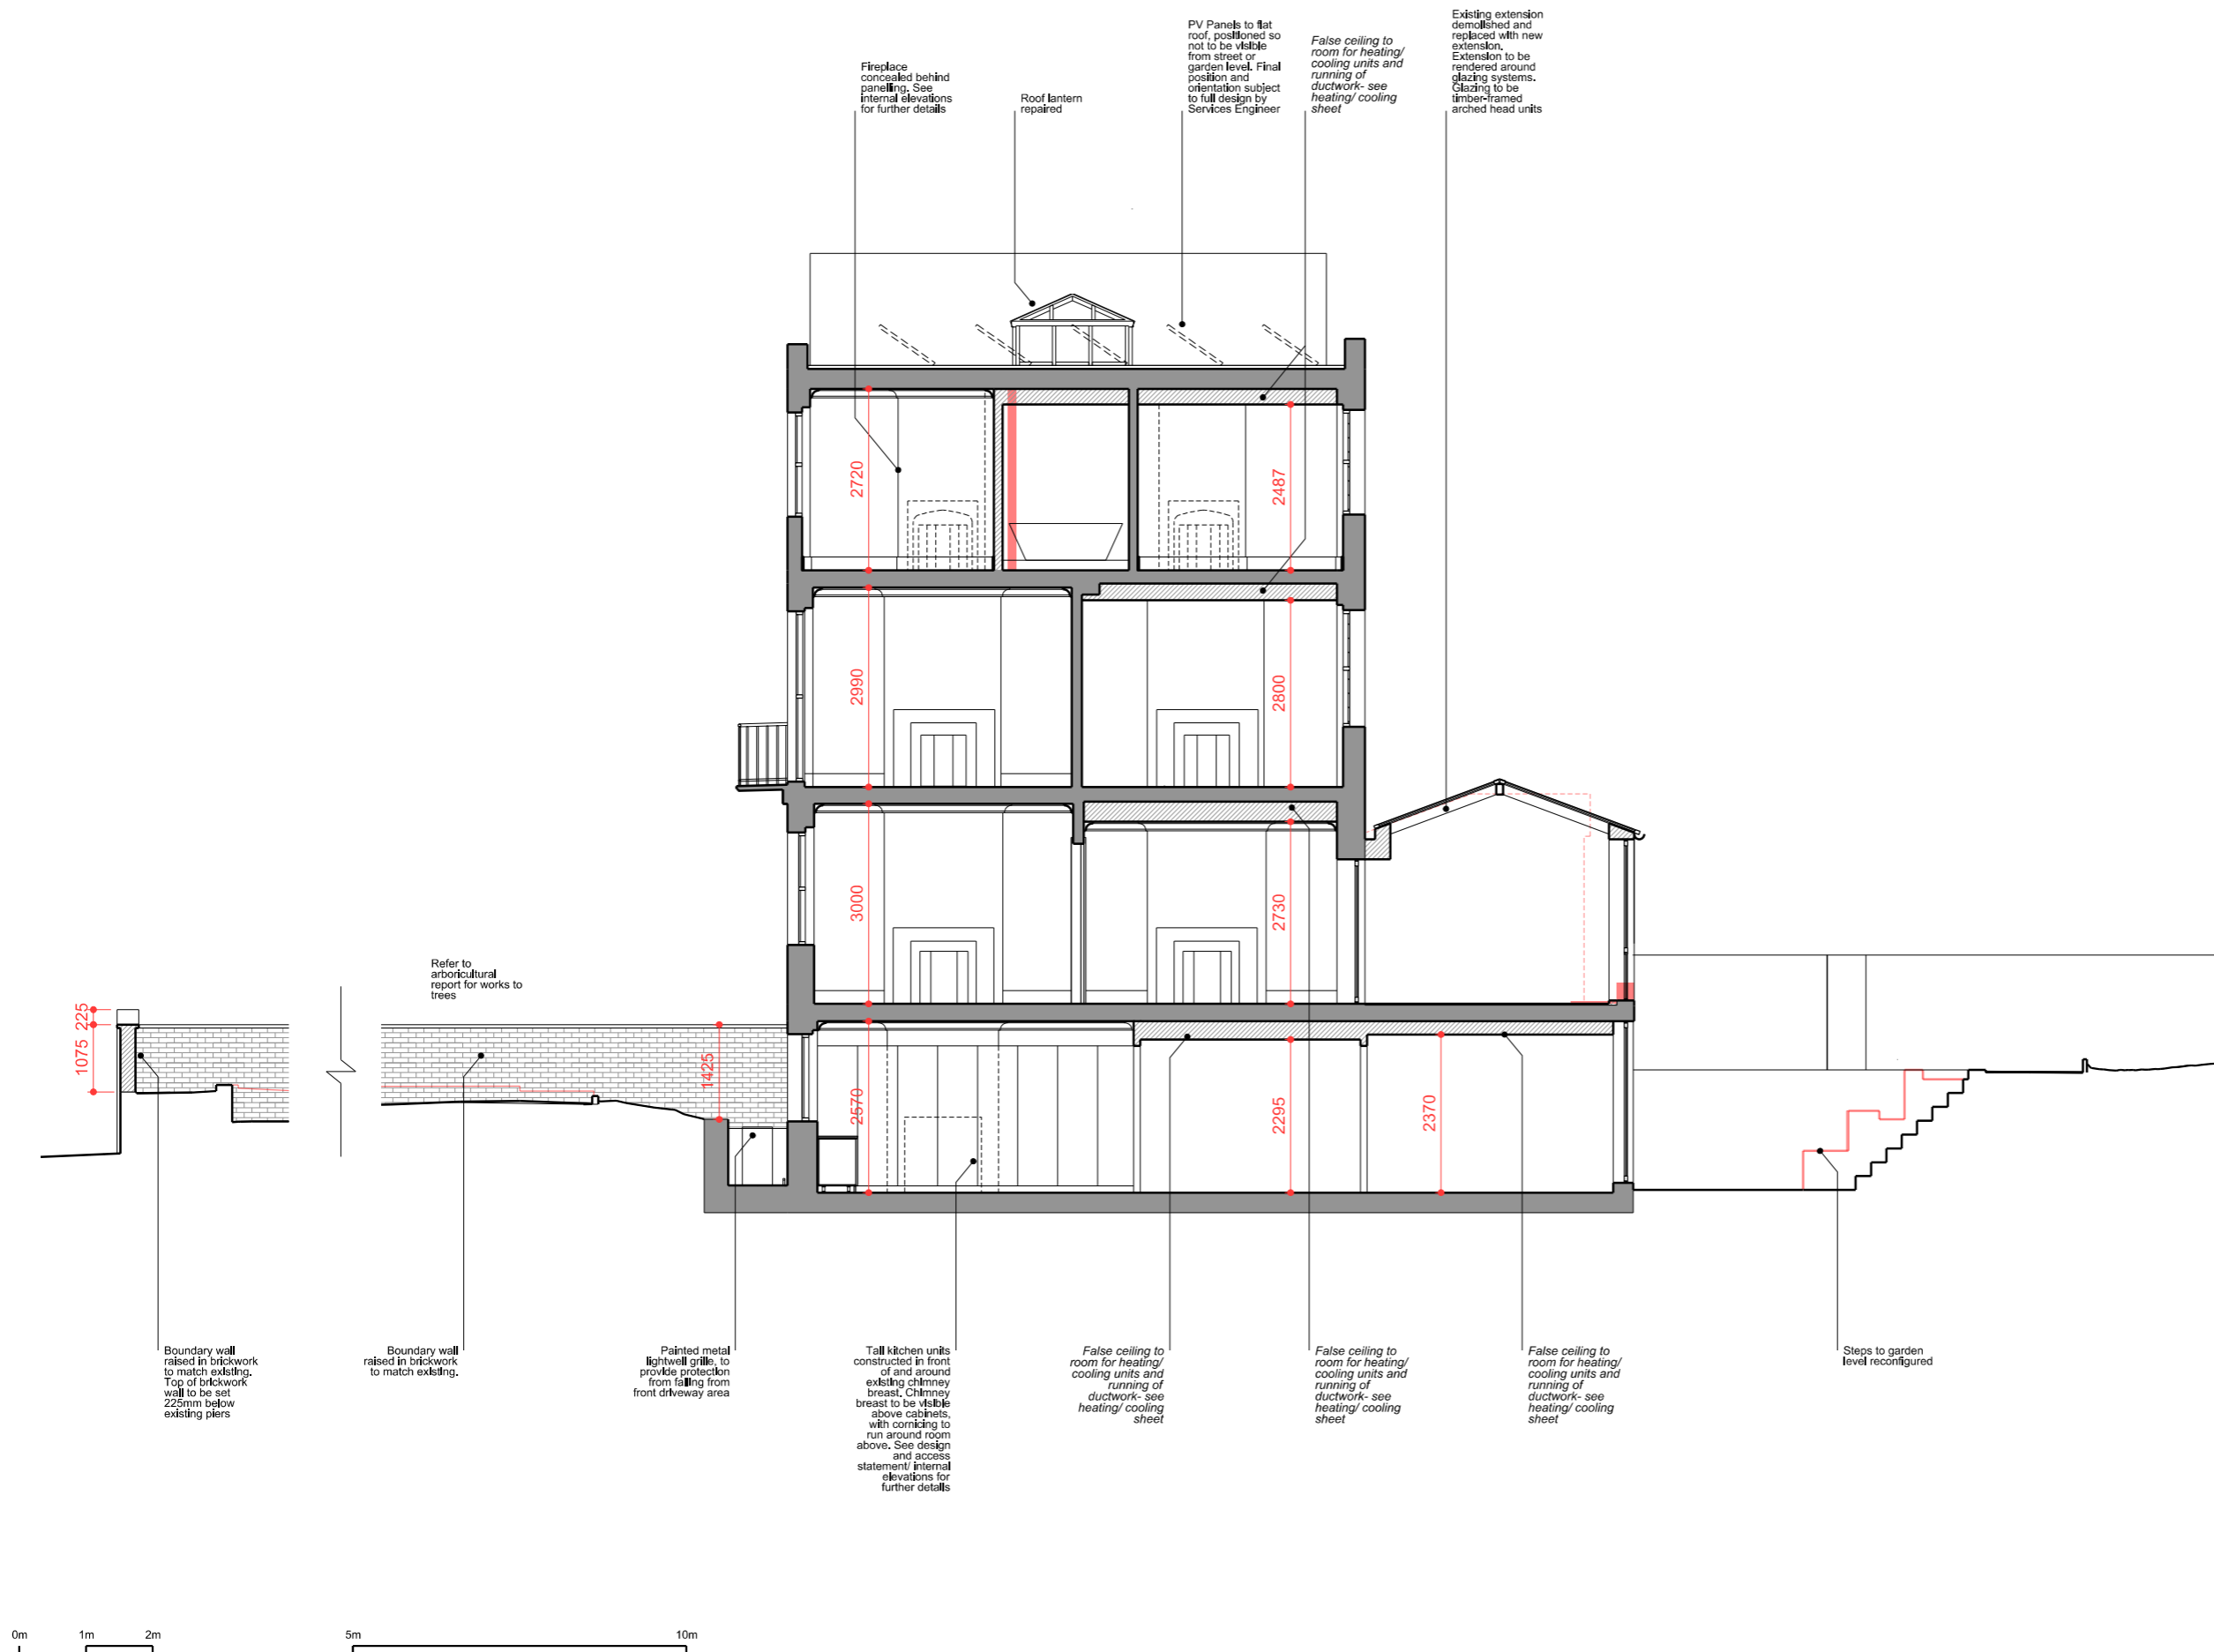 Existing extension
demolished and
replaced with new
extension.
Extension to be
rendered around
glazing systems.
Glazing to be
timber-framed
arched head units
PV Panels to flat
roof, positioned so
not to be visible
from street or
garden level. Final
position and
orientation subject
to full design by
Services Engineer
False ceiling to
room for heating/
cooling units and
running of
ductwork- see
heating/ cooling
sheet
Fireplace
concealed behind
panelling. See
internal elevations
for further details
Roof lantern
repaired
2720
2487
2990
2800
3000
2730
Refer to
arboricultural
report for works to
trees
225
1075
1425
2570
2295
2370
Boundary wall
raised in brickwork
to match existing.
Top of brickwork
wall to be set
225mm below
existing piers
Boundary wall
raised in brickwork
to match existing.
Painted metal
lightwell grille, to
provide protection
from falling from
front driveway area
Tall kitchen units
constructed in front
of and around
existing chimney
breast. Chimney
breast to be visible
above cabinets,
with cornicing to
run around room
above. See design
and access
statement/ internal
elevations for
further details
False ceiling to
room for heating/
cooling units and
running of
ductwork- see
heating/ cooling
sheet
False ceiling to
room for heating/
cooling units and
running of
ductwork- see
heating/ cooling
sheet
False ceiling to
room for heating/
cooling units and
running of
ductwork- see
heating/ cooling
sheet
Steps to garden
level reconfigured
0m 1m 2m 5m 10m